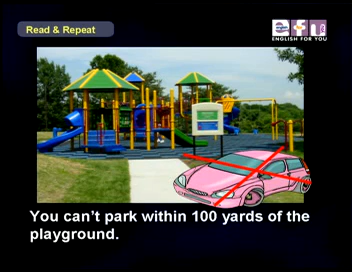 Read & Repeat
efu
ENGLISH FOR YOU
You can't park within 100 yards of the
playground.